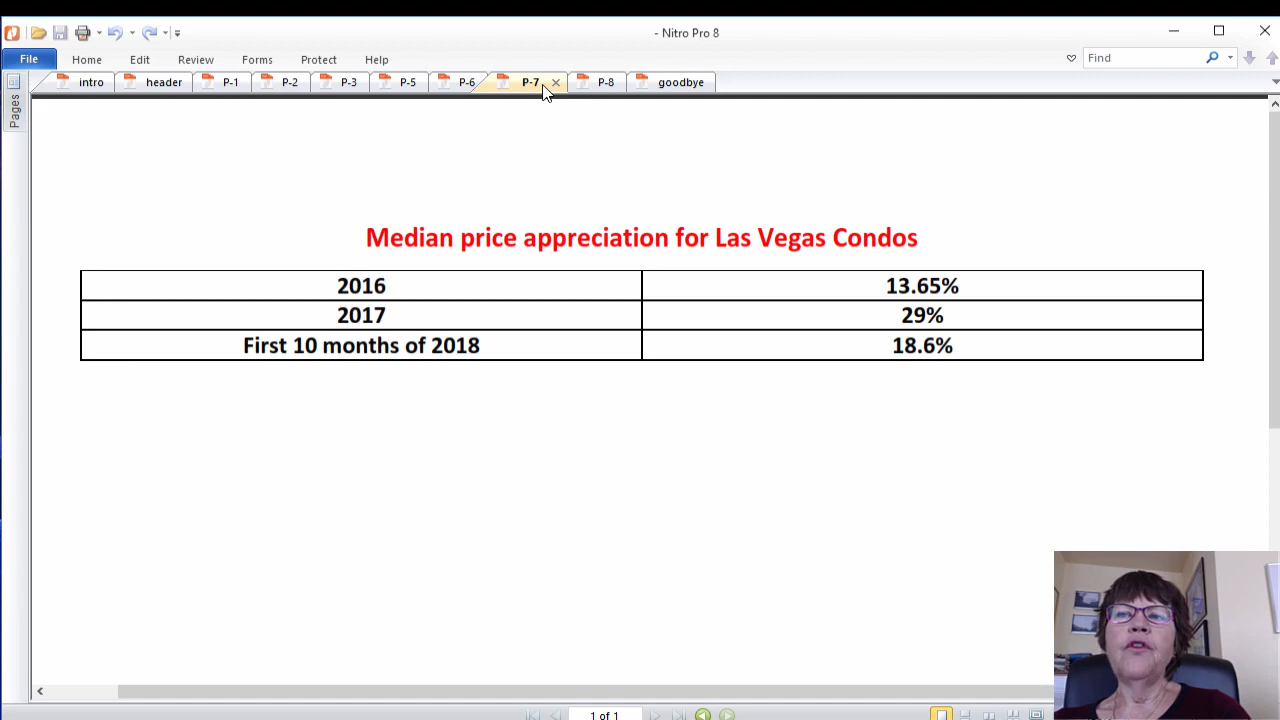 - Nitro Pro 8
File Home Edit Review Forms Protect Help Find
intro header P-1 P-2 P-3 P-5 P-6 P-7 P-8 goodbye
Pages
Median price appreciation for Las Vegas Condos
2016 13.65%
2017 29%
First 10 months of 2018 18.6%
1 of 1